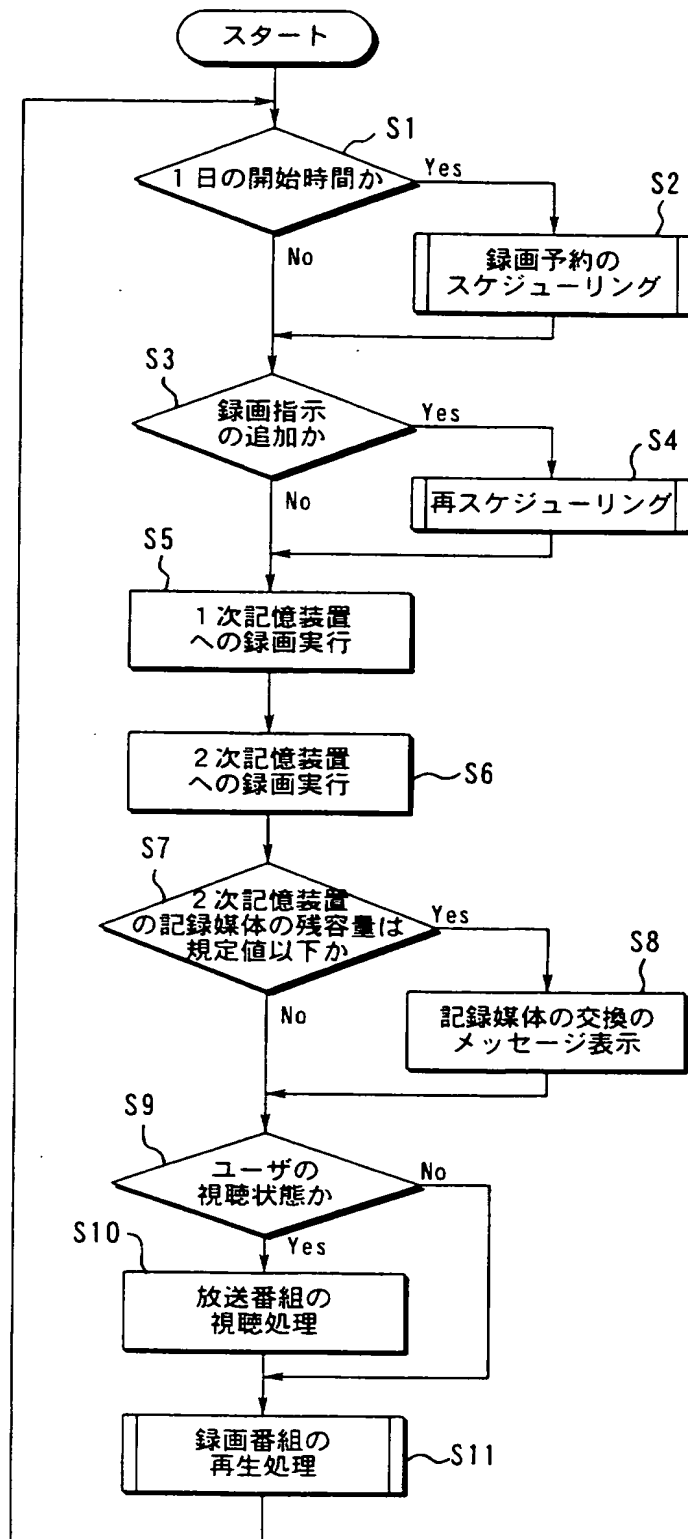 スタート
S1
1日の開始時間か
Yes
S2
No
録画予約の
スケジューリング
S3
録画指示
の追加か
Yes
S4
No
再スケジューリング
S5
1次記憶装置
への録画実行
2次記憶装置
への録画実行
S6
S7
2次記憶装置
の記録媒体の残容量は
規定値以下か
Yes
S8
No
記録媒体の交換の
メッセージ表示
S9
ユーザの
視聴状態か
No
S10
Yes
放送番組の
視聴処理
録画番組の
再生処理
S11